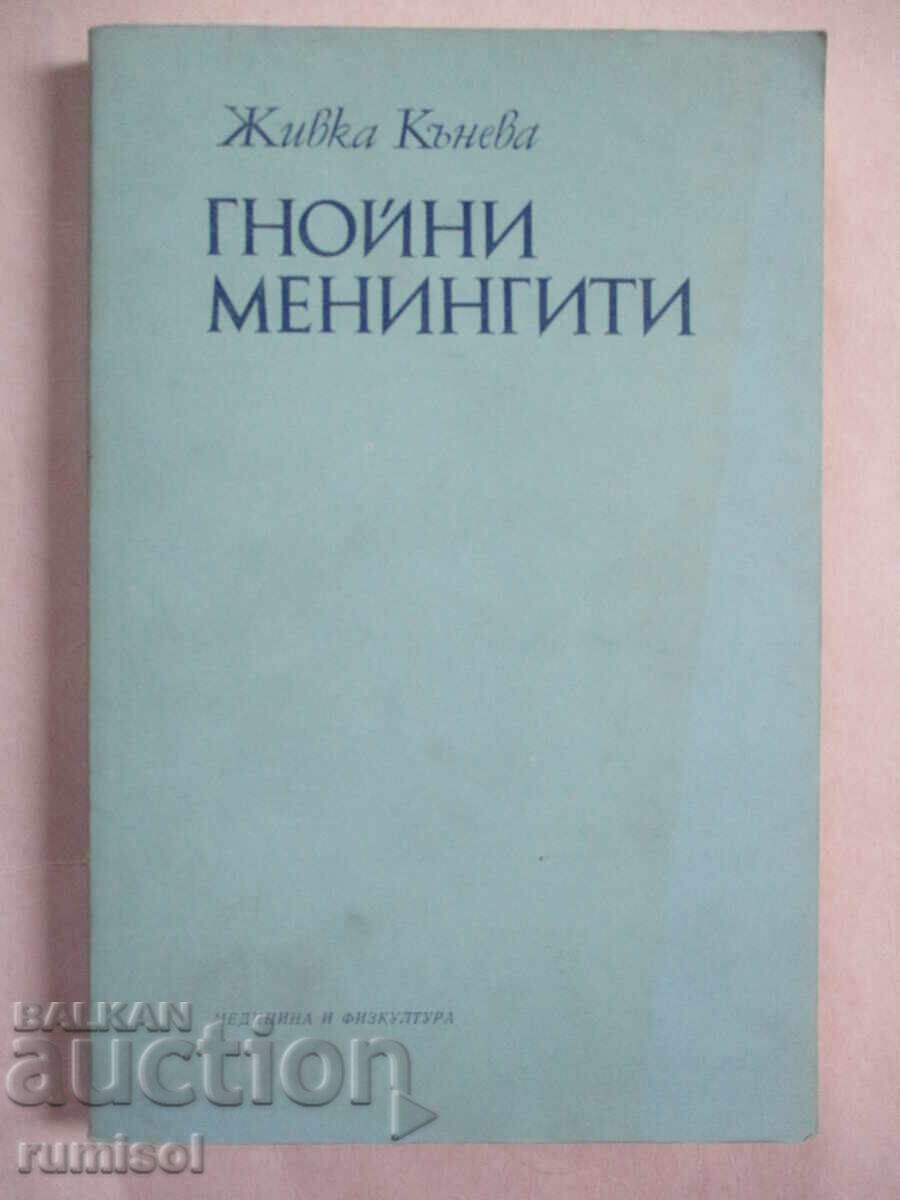 Живка Кънева
ГНОЙНИ
МЕНИНГИТИ
МЕДИЦИНА И ФИЗКУЛТУРА
BALKAN
auction
rumisol